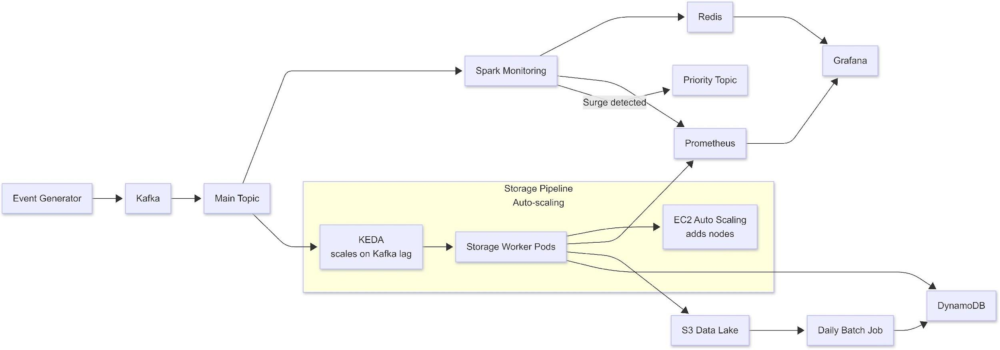 Redis
Grafana
Spark Monitoring
Priority Topic
Surge detected
Prometheus
Event Generator
Kafka
Main Topic
Storage Pipeline
Auto-scaling
KEDA
scales on Kafka lag
Storage Worker Pods
EC2 Auto Scaling
adds nodes
DynamoDB
S3 Data Lake
Daily Batch Job